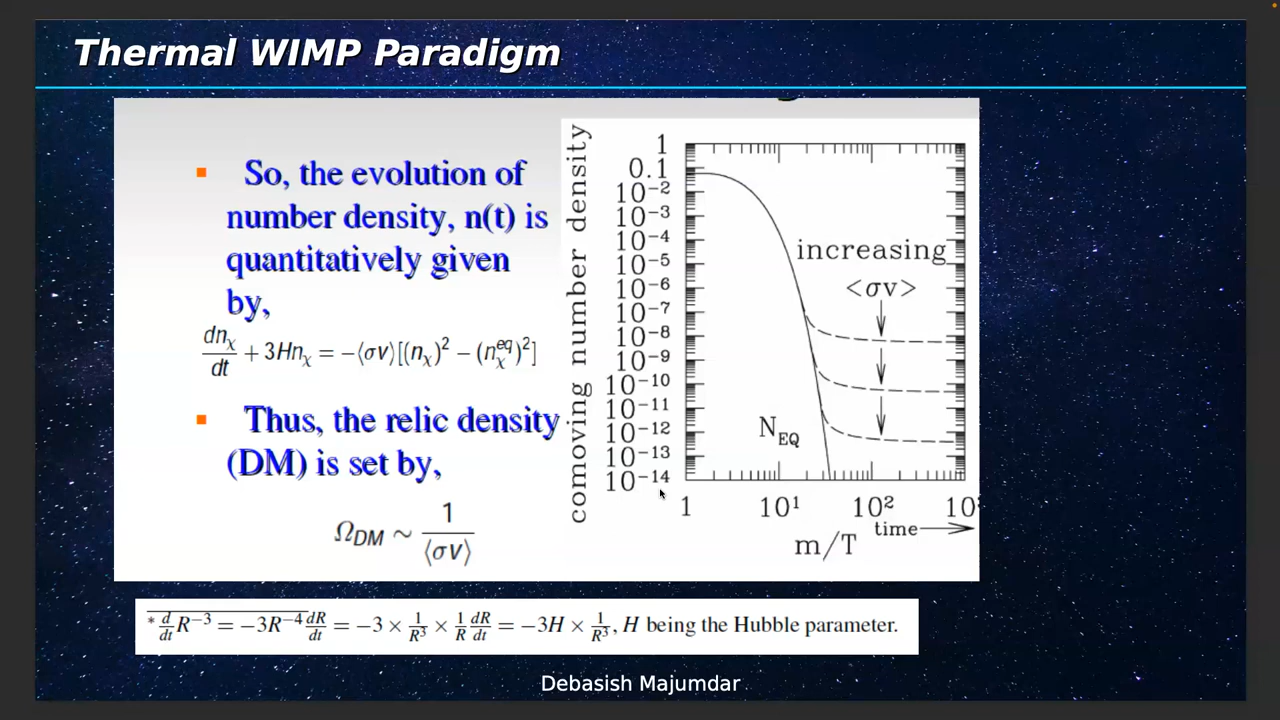 Thermal WIMP Paradigm
▪ So, the evolution of
number density, n(t) is
quantitatively given
by,
dn_χ/dt + 3Hn_χ = −⟨σv⟩[(n_χ)² − (n_χ^eq)²]
▪ Thus, the relic density
(DM) is set by,
Ω_DM ∼ 1/⟨σv⟩
comoving number density
1
0.1
10⁻²
10⁻³
10⁻⁴
10⁻⁵
10⁻⁶
10⁻⁷
10⁻⁸
10⁻⁹
10⁻¹⁰
10⁻¹¹
10⁻¹²
10⁻¹³
10⁻¹⁴
increasing
<σv>
N_EQ
1 10¹ 10² 10
time
m/T
* d/dt R⁻³ = −3R⁻⁴ dR/dt = −3 × 1/R³ × 1/R dR/dt = −3H × 1/R³, H being the Hubble parameter.
Debasish Majumdar